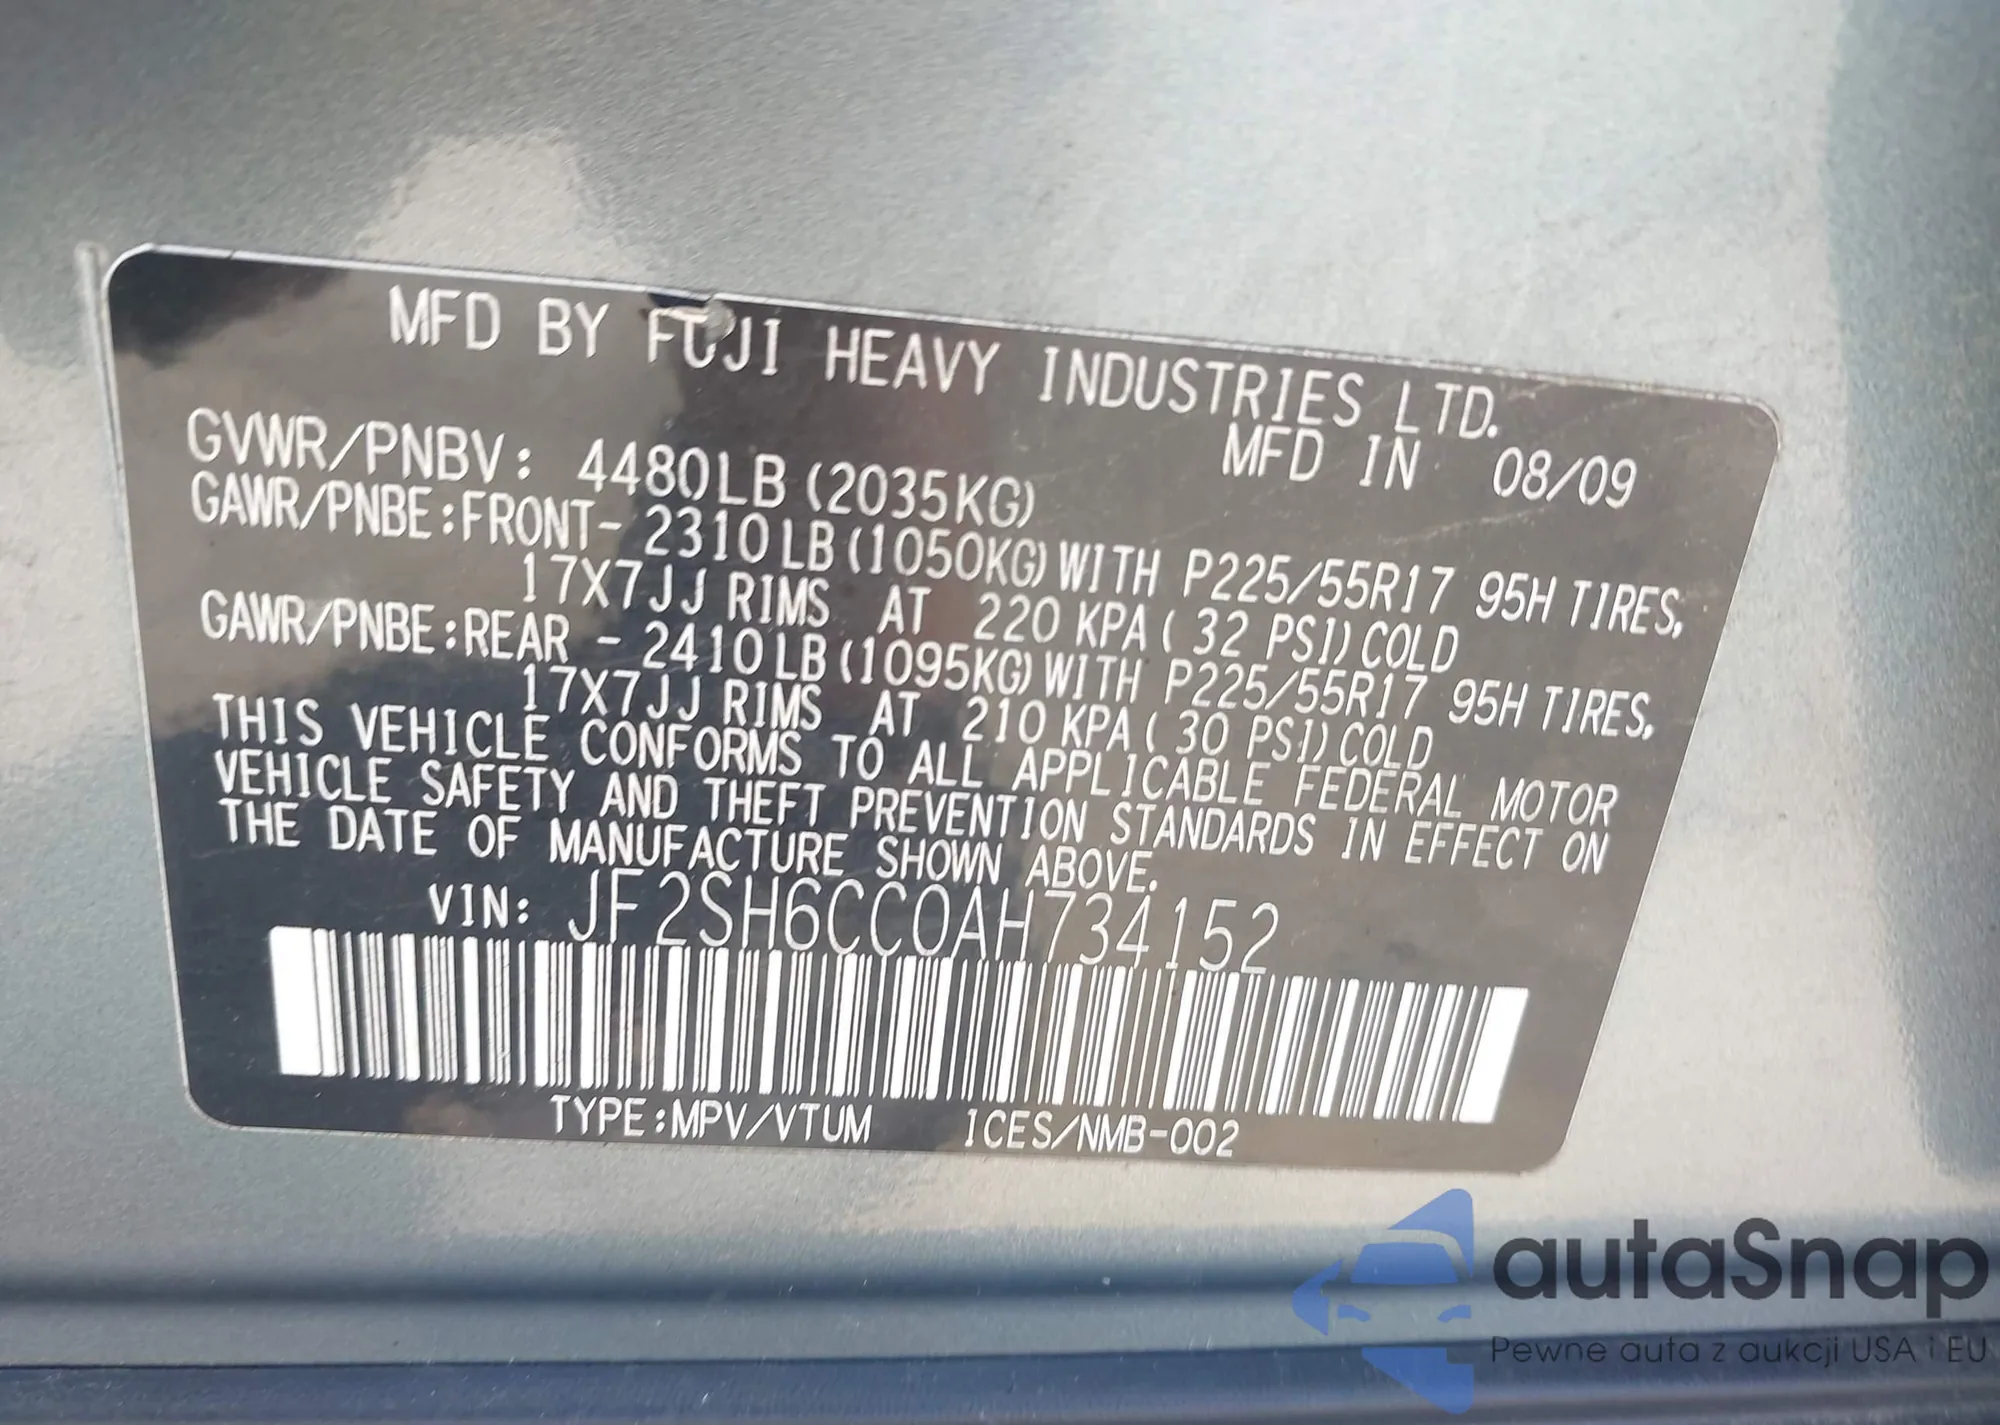 MFD BY FUJI HEAVY INDUSTRIES LTD.
MFD IN 08/09
GVWR/PNBV: 4480LB (2035KG)
GAWR/PNBE:FRONT- 2310LB(1050KG)WITH P225/55R17 95H TIRES,
17X7JJ RIMS AT 220 KPA ( 32 PSI)COLD
GAWR/PNBE:REAR - 2410LB(1095KG)WITH P225/55R17 95H TIRES,
17X7JJ RIMS AT 210 KPA ( 30 PSI)COLD
THIS VEHICLE CONFORMS TO ALL APPLICABLE FEDERAL MOTOR
VEHICLE SAFETY AND THEFT PREVENTION STANDARDS IN EFFECT ON
THE DATE OF MANUFACTURE SHOWN ABOVE.
VIN: JF2SH6CC0AH734152
TYPE:MPV/VTUM ICES/NMB-002
autaSnap
Pewne auta z aukcji USA i EU